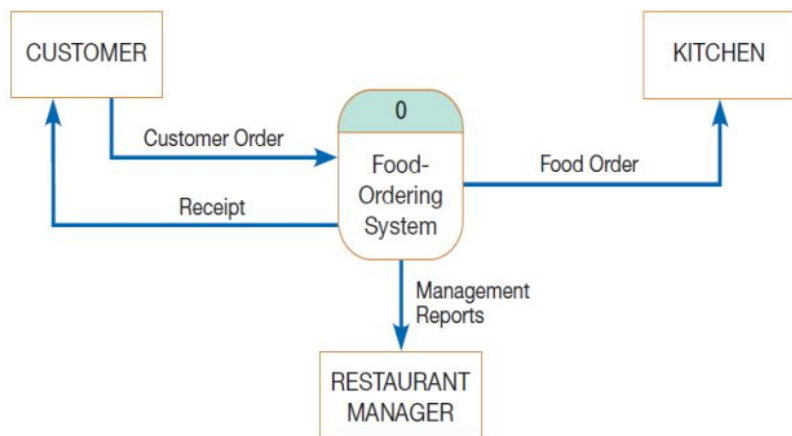 CUSTOMER
KITCHEN
0
Customer Order
Food-
Ordering
System
Food Order
Receipt
Management
Reports
RESTAURANT
MANAGER